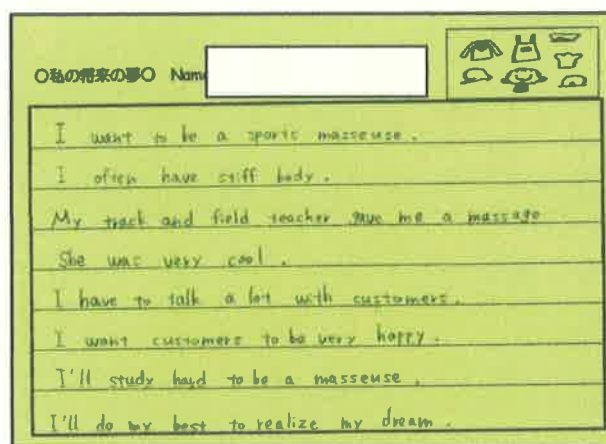 ○私の将来の夢○ Name
I want to be a sports masseuse.
I often have stiff body.
My track and field teacher gave me a massage
She was very cool.
I have to talk a lot with customers.
I want customers to be very happy.
I'll study hard to be a masseuse.
I'll do my best to realize my dream.